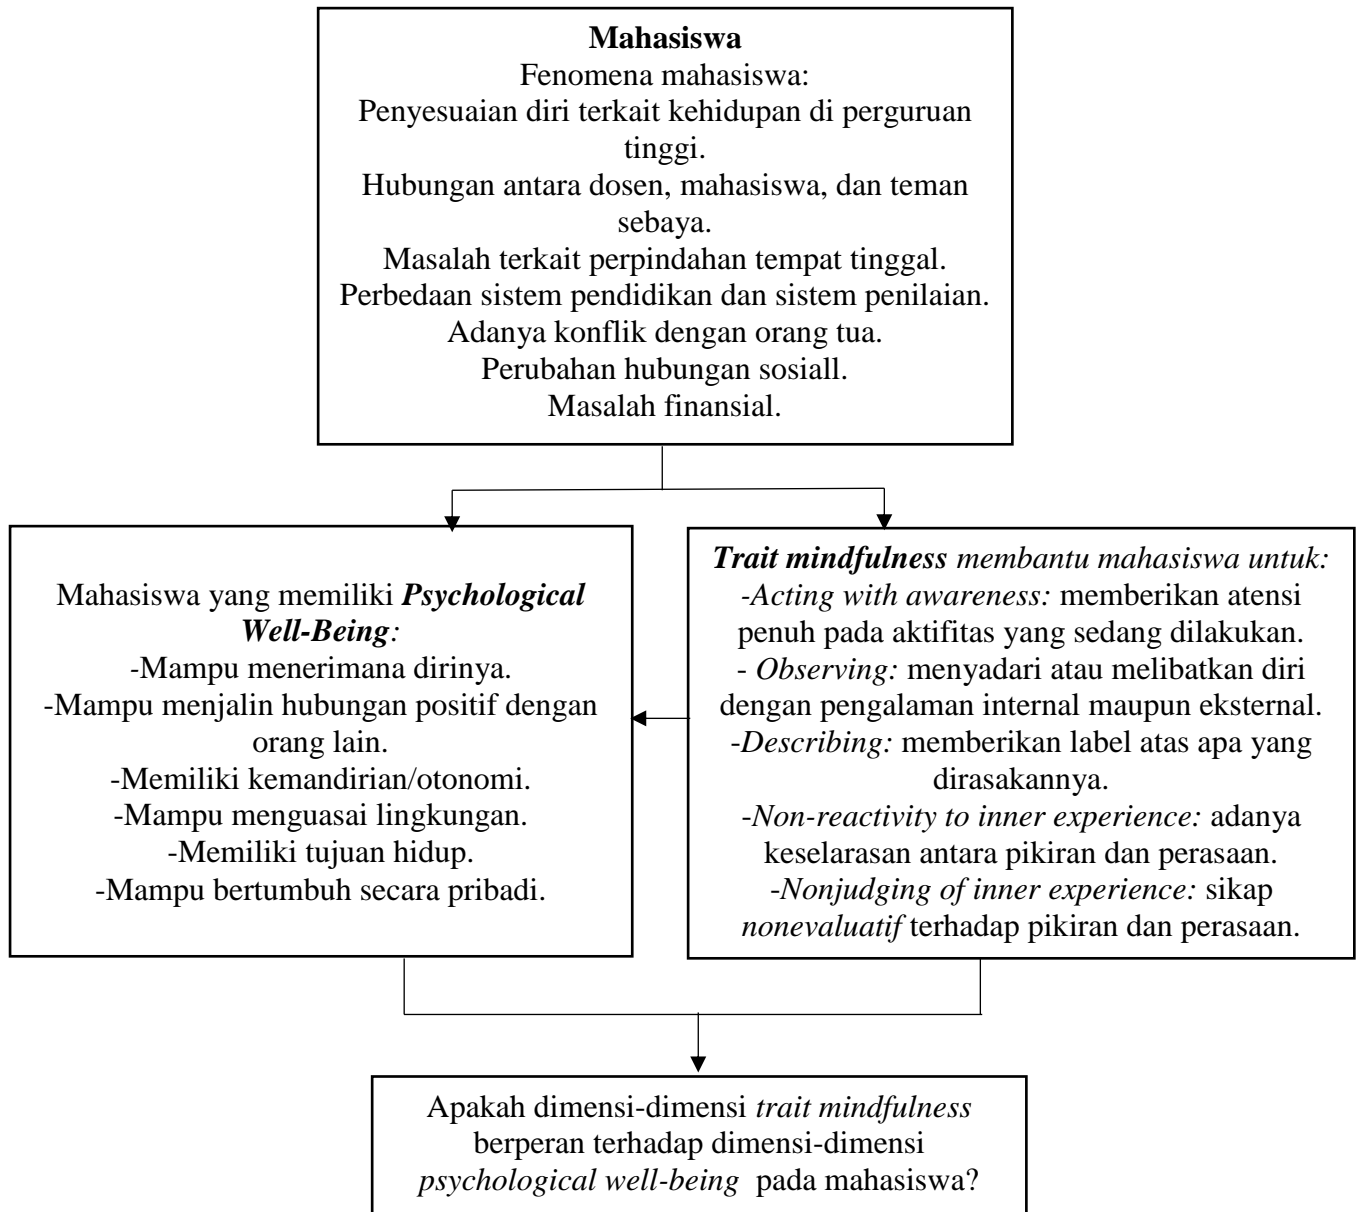 Mahasiswa
Fenomena mahasiswa:
Penyesuaian diri terkait kehidupan di perguruan
tinggi.
Hubungan antara dosen, mahasiswa, dan teman
sebaya.
Masalah terkait perpindahan tempat tinggal.
Perbedaan sistem pendidikan dan sistem penilaian.
Adanya konflik dengan orang tua.
Perubahan hubungan sosiall.
Masalah finansial.
Mahasiswa yang memiliki Psychological
Well-Being:
-Mampu menerimana dirinya.
-Mampu menjalin hubungan positif dengan
orang lain.
-Memiliki kemandirian/otonomi.
-Mampu menguasai lingkungan.
-Memiliki tujuan hidup.
-Mampu bertumbuh secara pribadi.
Trait mindfulness membantu mahasiswa untuk:
-Acting with awareness: memberikan atensi
penuh pada aktifitas yang sedang dilakukan.
- Observing: menyadari atau melibatkan diri
dengan pengalaman internal maupun eksternal.
-Describing: memberikan label atas apa yang
dirasakannya.
-Non-reactivity to inner experience: adanya
keselarasan antara pikiran dan perasaan.
-Nonjudging of inner experience: sikap
nonevaluatif terhadap pikiran dan perasaan.
Apakah dimensi-dimensi trait mindfulness
berperan terhadap dimensi-dimensi
psychological well-being pada mahasiswa?